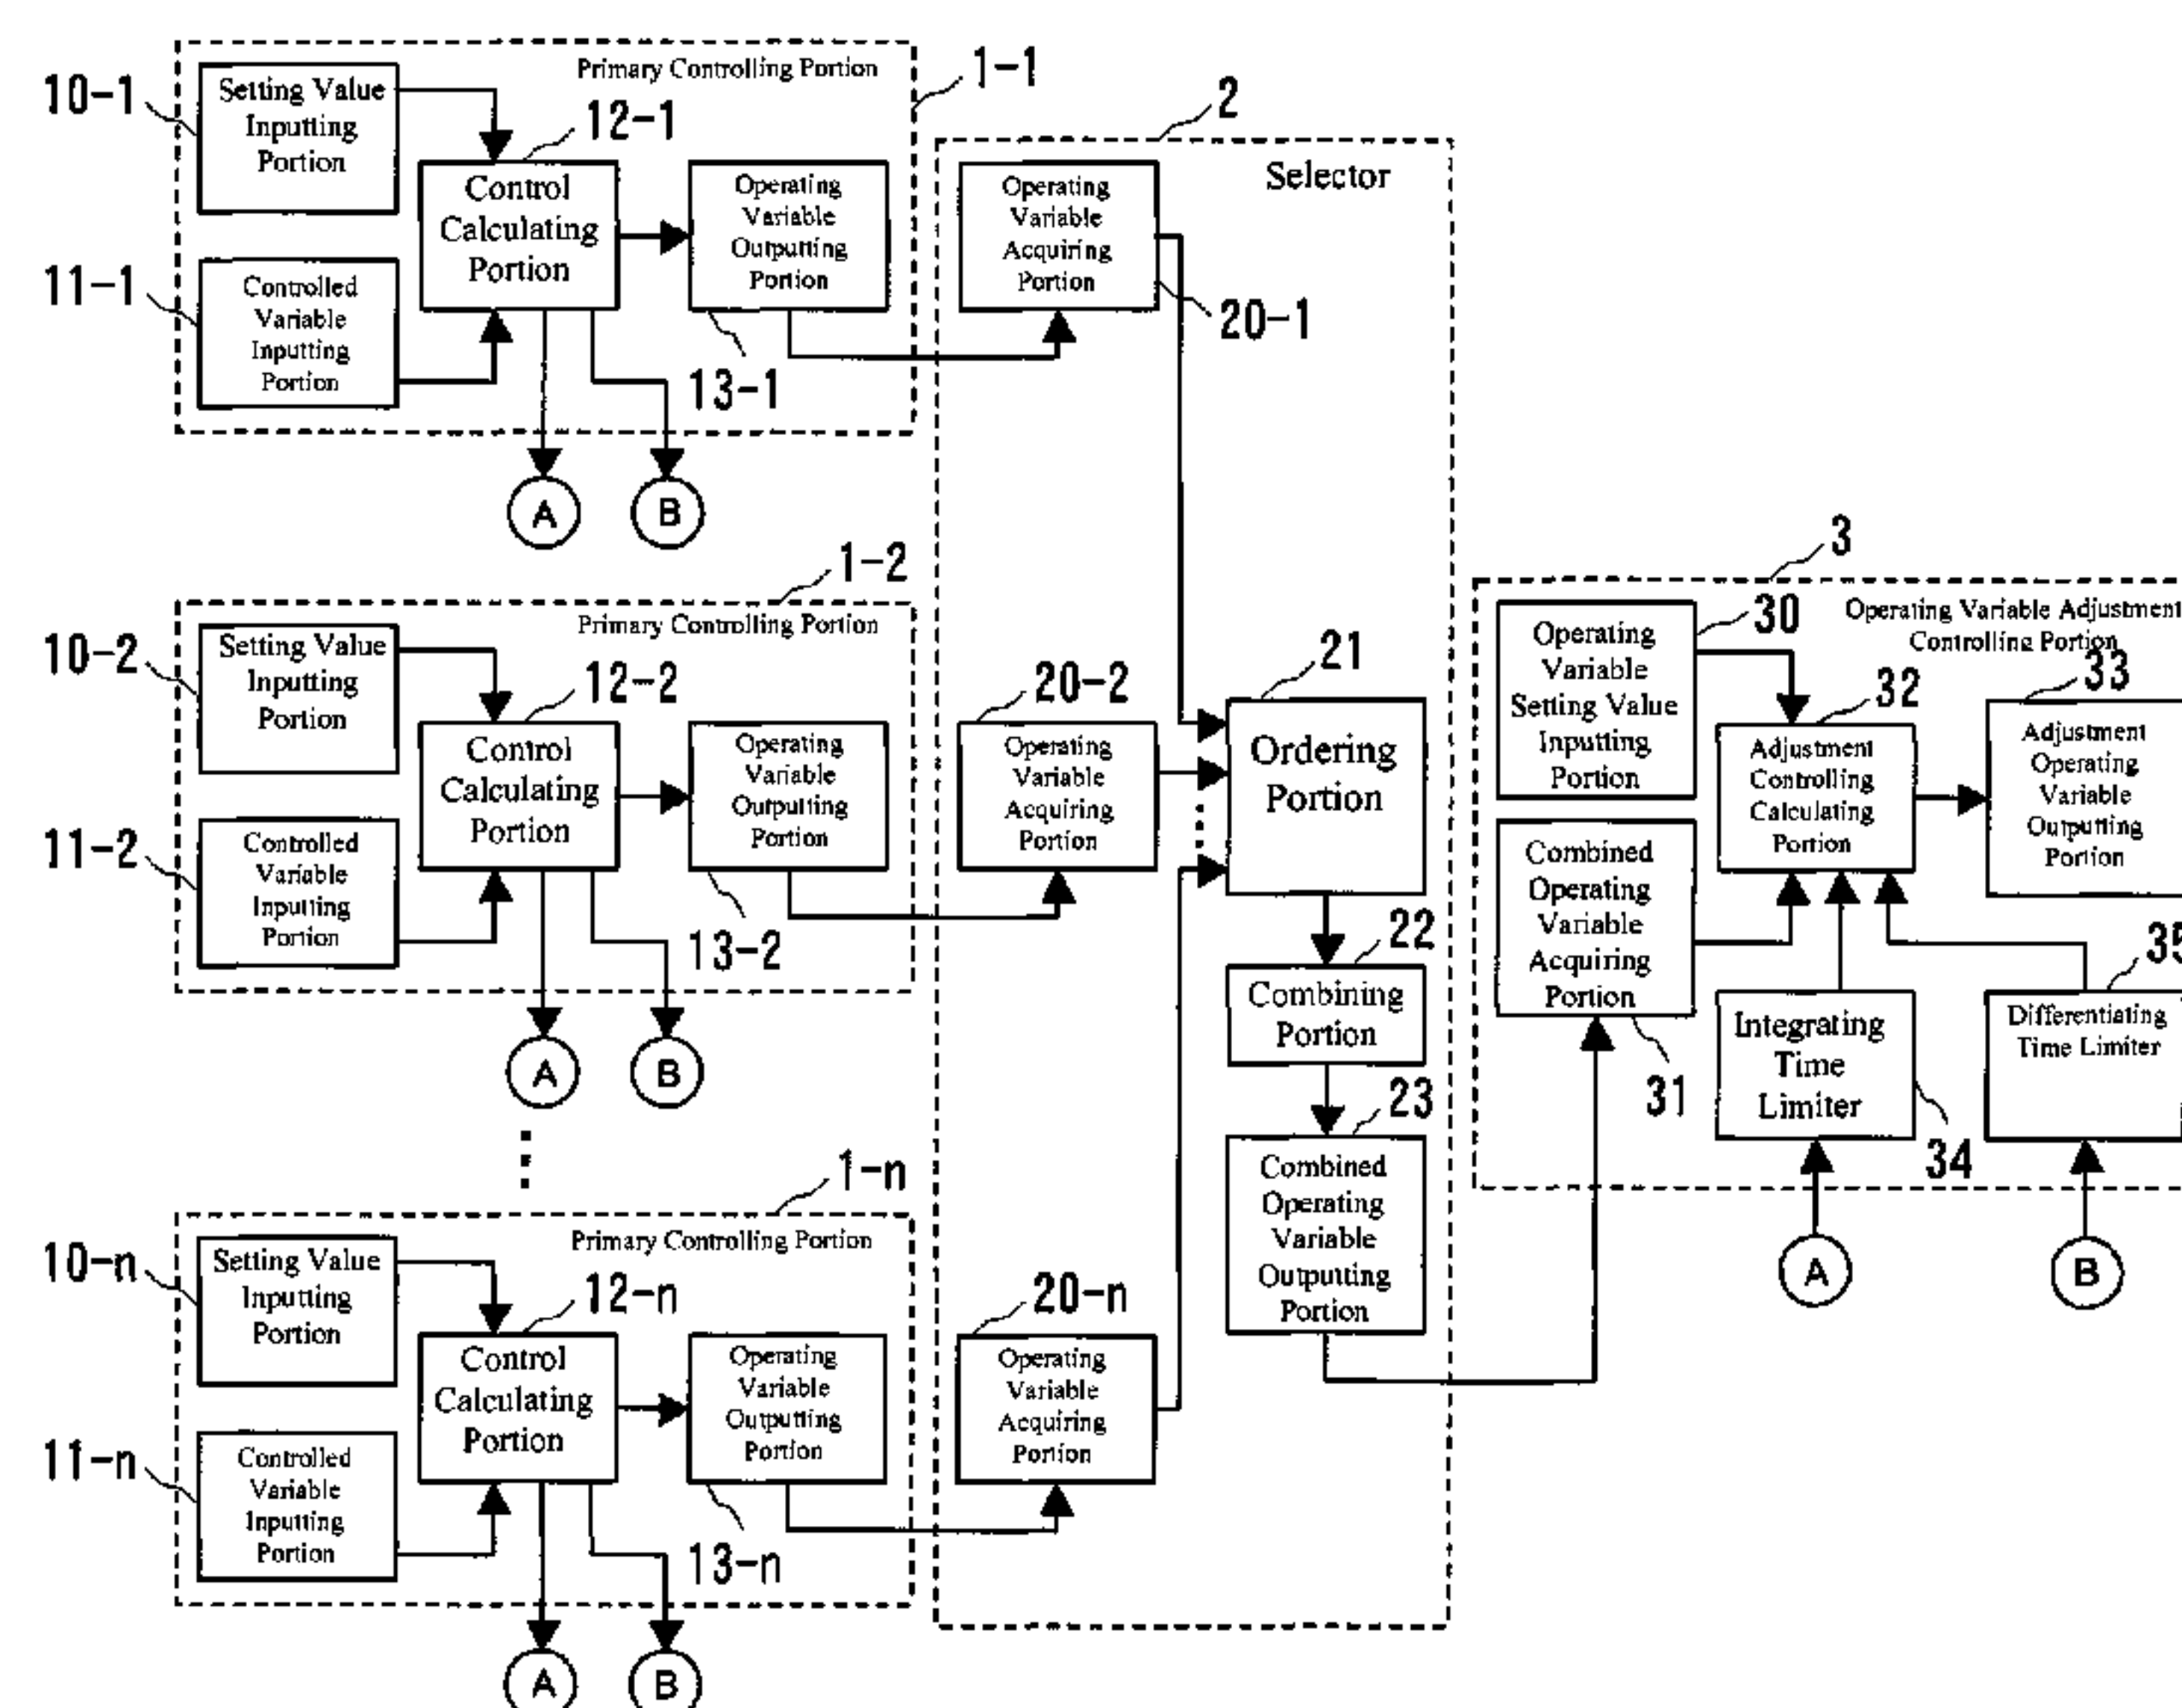 Primary Controlling Portion
1-1
10-1
Setting Value
Inputting
Portion
12-1
Control
Calculating
Portion
Operating
Variable
Outputting
Portion
11-1
Controlled
Variable
Inputting
Portion
13-1
A
B
1-2
Primary Controlling Portion
10-2
Setting Value
Inputting
Portion
12-2
Control
Calculating
Portion
Operating
Variable
Outputting
Portion
11-2
Controlled
Variable
Inputting
Portion
13-2
A
B
1-n
Primary Controlling Portion
10-n
Setting Value
Inputting
Portion
12-n
Control
Calculating
Portion
Operating
Variable
Outputting
Portion
11-n
Controlled
Variable
Inputting
Portion
13-n
A
B
2
Selector
Operating
Variable
Acquiring
Portion
20-1
20-2
Operating
Variable
Acquiring
Portion
20-n
Operating
Variable
Acquiring
Portion
21
Ordering
Portion
22
Combining
Portion
23
Combined
Operating
Variable
Outputting
Portion
3
Operating Variable Adjustment
Controlling Portion
30
Operating
Variable
Setting Value
Inputting
Portion
32
Adjustment
Controlling
Calculating
Portion
33
Adjustment
Operating
Variable
Outputting
Portion
Combined
Operating
Variable
Acquiring
Portion
31
Integrating
Time
Limiter
34
35
Differentiating
Time Limiter
A
B